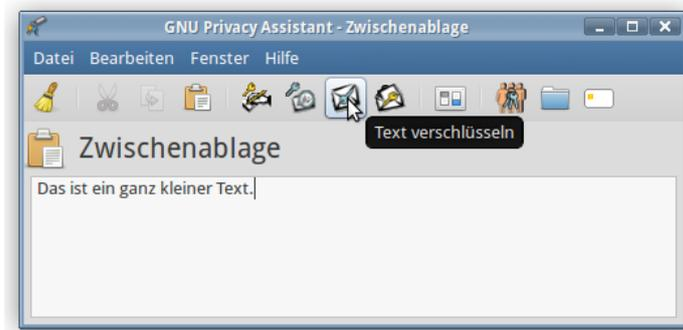 GNU Privacy Assistant - Zwischenablage
Datei Bearbeiten Fenster Hilfe
Text verschlüsseln
Zwischenablage
Das ist ein ganz kleiner Text.